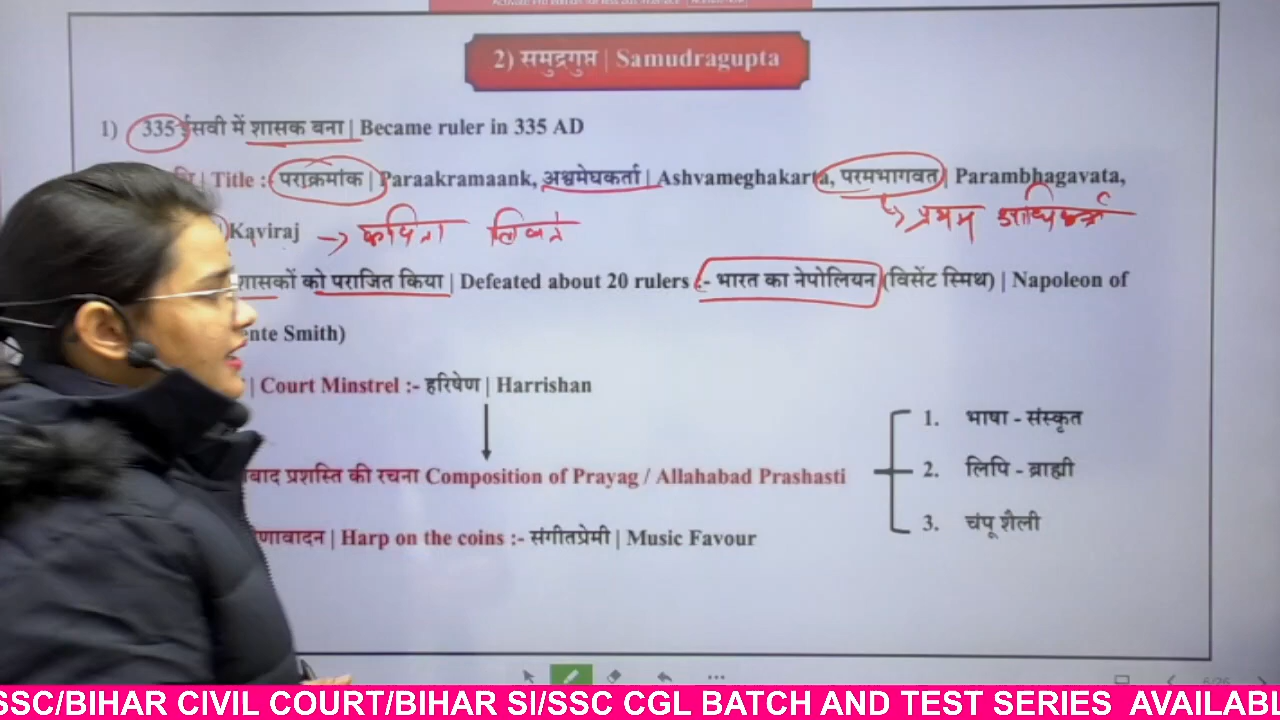 2) समुद्रगुप्त | Samudragupta
1) 335 ईसवी में शासक बना | Became ruler in 335 AD
| Title :- पराक्रमांक | Paraakramaank, अश्वमेघकर्ता | Ashvameghakarta, परमभागवत | Parambhagavata,
→ प्रथम
Kaviraj → कविता लिखने
शासकों को पराजित किया | Defeated about 20 rulers :- भारत का नेपोलियन (विसेंट स्मिथ) | Napoleon of
ente Smith)
| Court Minstrel :- हरिषेण | Harrishan
1. भाषा - संस्कृत
2. लिपि - ब्राह्मी
बाद प्रशस्ति की रचना Composition of Prayag / Allahabad Prashasti
3. चंपू शैली
णावादन | Harp on the coins :- संगीतप्रेमी | Music Favour
SSC/BIHAR CIVIL COURT/BIHAR SI/SSC CGL BATCH AND TEST SERIES AVAILABL